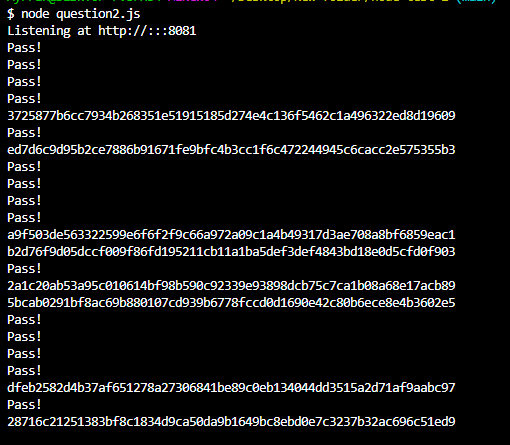 $ node question2.js
Listening at http://:::8081
Pass!
Pass!
Pass!
Pass!
3725877b6cc7934b268351e51915185d274e4c136f5462c1a496322ed8d19609
Pass!
ed7d6c9d95b2ce7886b91671fe9bfc4b3cc1f6c472244945c6cacc2e575355b3
Pass!
Pass!
Pass!
Pass!
a9f503de563322599e6f6f2f9c66a972a09c1a4b49317d3ae708a8bf6859eac1
b2d76f9d05dccf009f86fd195211cb11a1ba5def3def4843bd18e0d5cfd0f903
Pass!
2a1c20ab53a95c010614bf98b590c92339e93898dcb75c7ca1b08a68e17acb89
5bcab0291bf8ac69b880107cd939b6778fccd0d1690e42c80b6ece8e4b3602e5
Pass!
Pass!
Pass!
Pass!
dfeb2582d4b37af651278a27306841be89c0eb134044dd3515a2d71af9aabc97
Pass!
28716c21251383bf8c1834d9ca50da9b1649bc8ebd0e7c3237b32ac696c51ed9